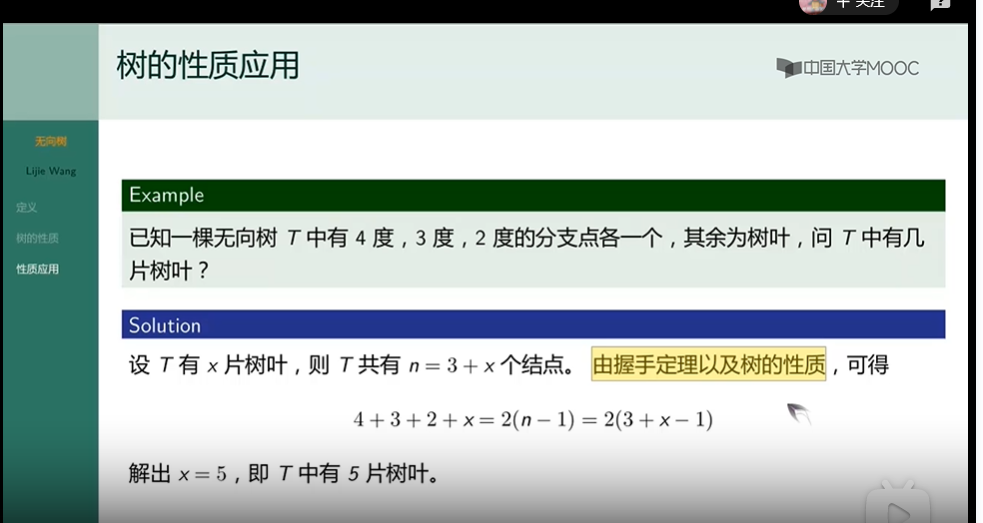 + 关注
?
树的性质应用
中国大学MOOC
无向树
Lijie Wang
定义
树的性质
性质应用
Example
已知一棵无向树 T 中有 4 度，3 度，2 度的分支点各一个，其余为树叶，问 T 中有几
片树叶？
Solution
设 T 有 x 片树叶，则 T 共有 n = 3 + x 个结点。 由握手定理以及树的性质，可得
4 + 3 + 2 + x = 2(n − 1) = 2(3 + x − 1)
解出 x = 5，即 T 中有 5 片树叶。